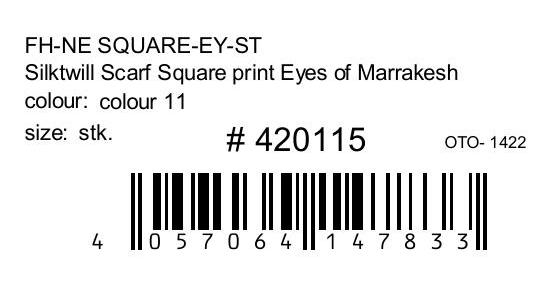 FH-NE SQUARE-EY-ST
Silktwill Scarf Square print Eyes of Marrakesh
colour: colour 11
size: stk.
# 420115
OTO- 1422
4 057064 147833